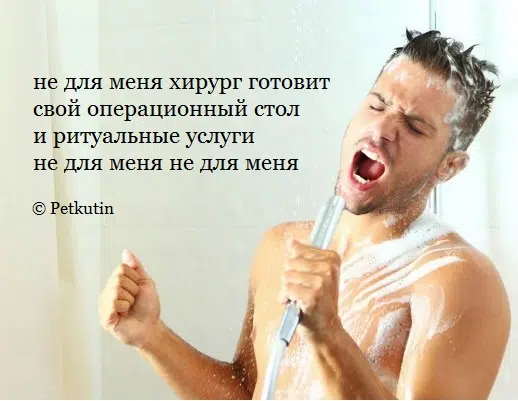 не для меня хирург готовит
свой операционный стол
и ритуальные услуги
не для меня не для меня
© Petkutin